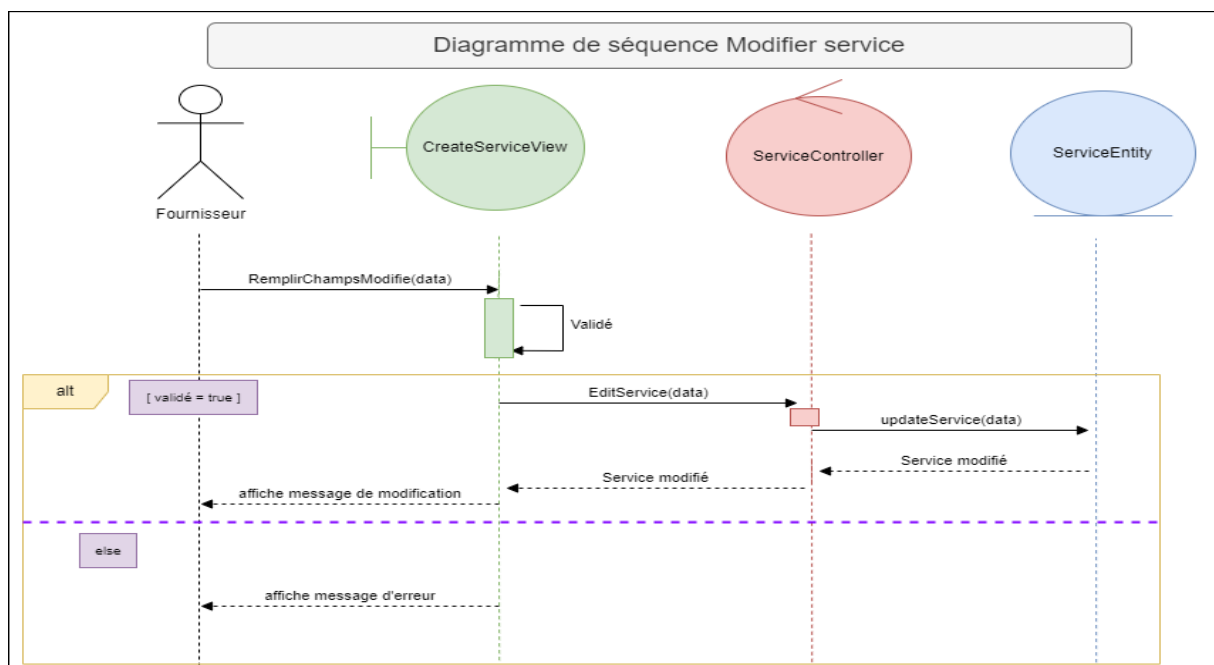 Diagramme de séquence Modifier service
CreateServiceView
ServiceController
ServiceEntity
Fournisseur
RemplirChampsModifie(data)
Validé
alt
[ validé = true ]
EditService(data)
updateService(data)
Service modifié
Service modifié
affiche message de modification
else
affiche message d'erreur